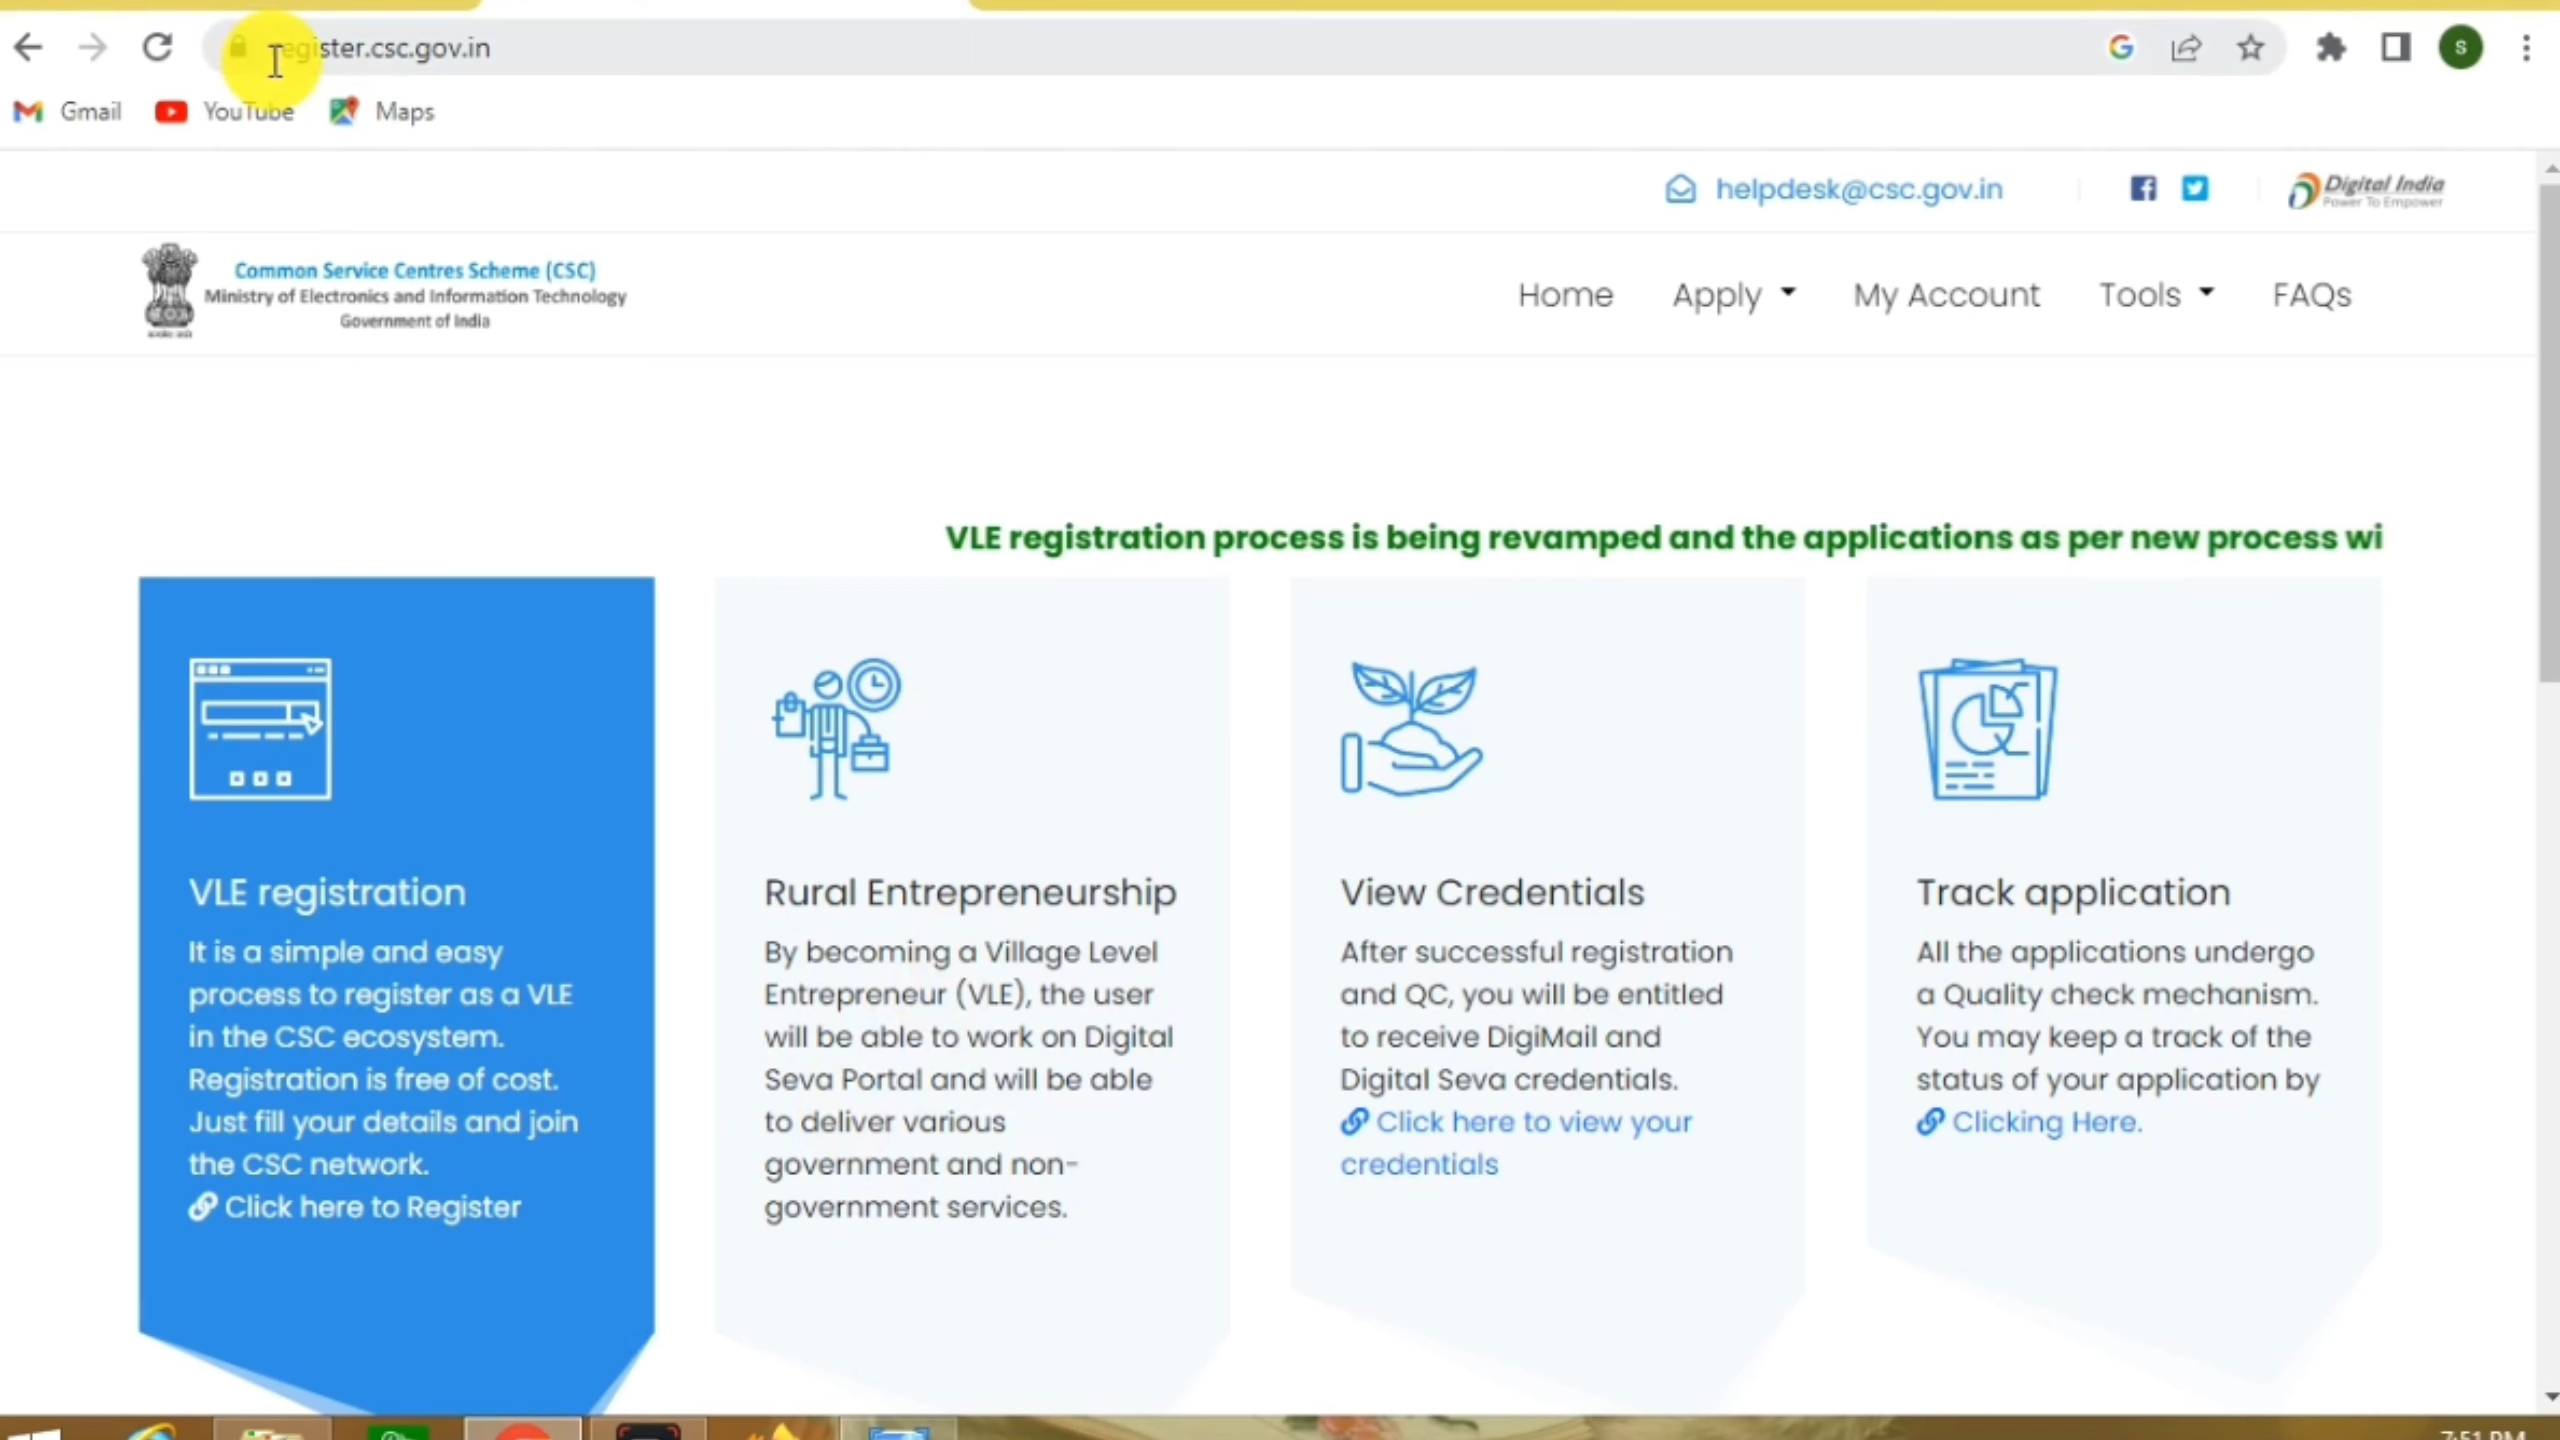 register.csc.gov.in
S
Gmail YouTube Maps
helpdesk@csc.gov.in
Digital India
Power To Empower
Common Service Centres Scheme (CSC)
Ministry of Electronics and Information Technology
Government of India
Home Apply My Account Tools FAQs
VLE registration process is being revamped and the applications as per new process wi
VLE registration
It is a simple and easy
process to register as a VLE
in the CSC ecosystem.
Registration is free of cost.
Just fill your details and join
the CSC network.
Click here to Register
Rural Entrepreneurship
By becoming a Village Level
Entrepreneur (VLE), the user
will be able to work on Digital
Seva Portal and will be able
to deliver various
government and non-
government services.
View Credentials
After successful registration
and QC, you will be entitled
to receive DigiMail and
Digital Seva credentials.
Click here to view your
credentials
Track application
All the applications undergo
a Quality check mechanism.
You may keep a track of the
status of your application by
Clicking Here.
7:51 PM